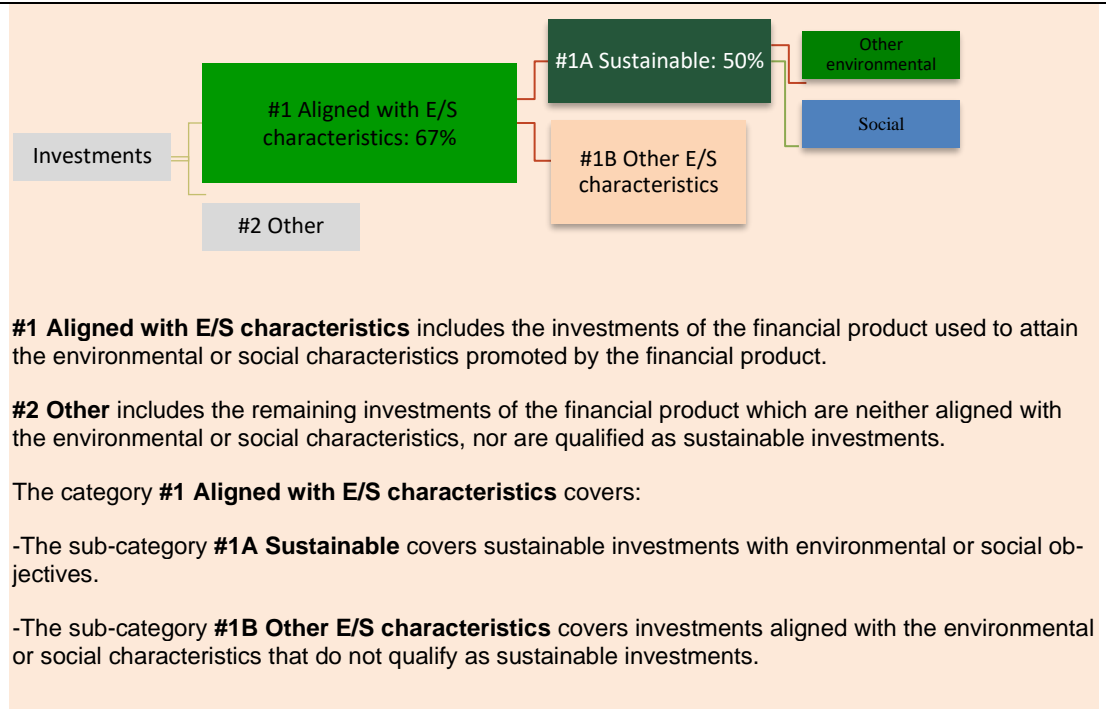 Investments
#1 Aligned with E/S
characteristics: 67%
#2 Other
#1A Sustainable: 50%
#1B Other E/S
characteristics
Other
environmental
Social
#1 Aligned with E/S characteristics includes the investments of the financial product used to attain
the environmental or social characteristics promoted by the financial product.
#2 Other includes the remaining investments of the financial product which are neither aligned with
the environmental or social characteristics, nor are qualified as sustainable investments.
The category #1 Aligned with E/S characteristics covers:
-The sub-category #1A Sustainable covers sustainable investments with environmental or social ob-
jectives.
-The sub-category #1B Other E/S characteristics covers investments aligned with the environmental
or social characteristics that do not qualify as sustainable investments.